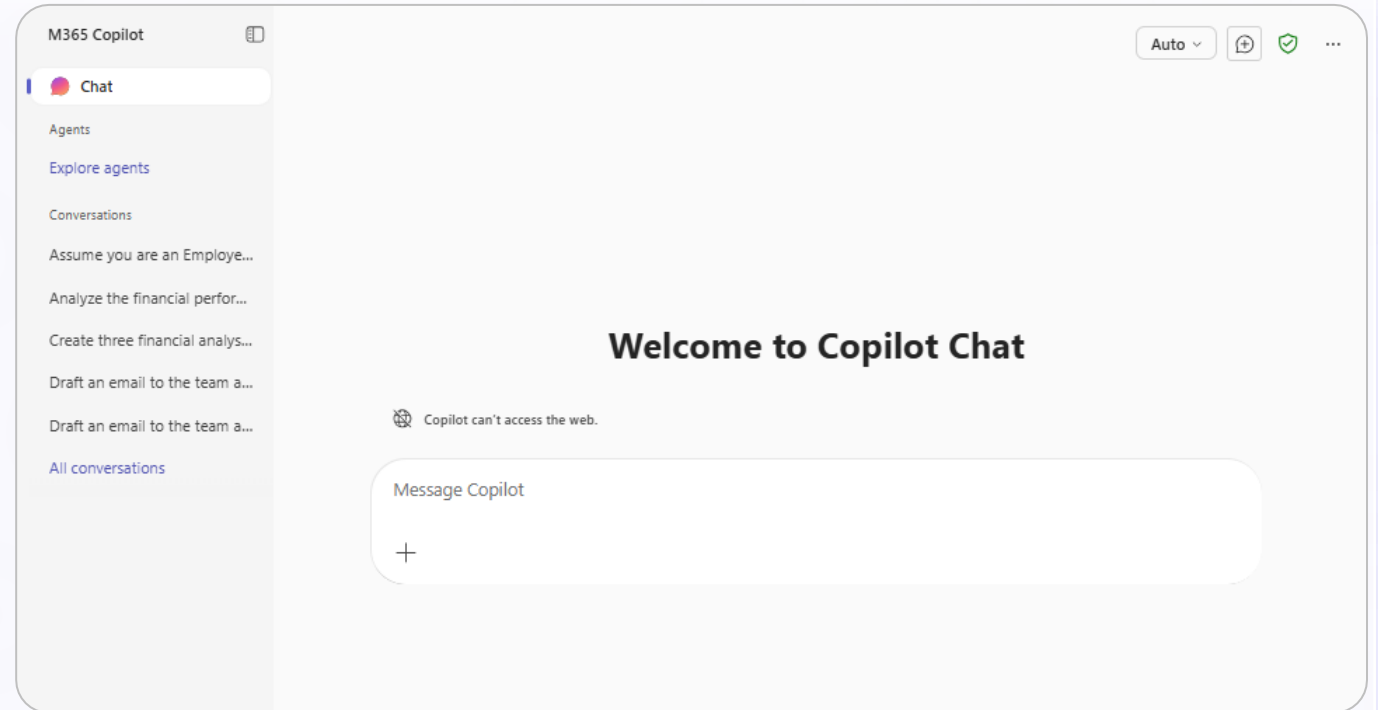 M365 Copilot
Chat
Agents
Explore agents
Conversations
Assume you are an Employe...
Analyze the financial perfor...
Create three financial analys...
Draft an email to the team a...
Draft an email to the team a...
All conversations
Auto
Welcome to Copilot Chat
Copilot can't access the web.
Message Copilot